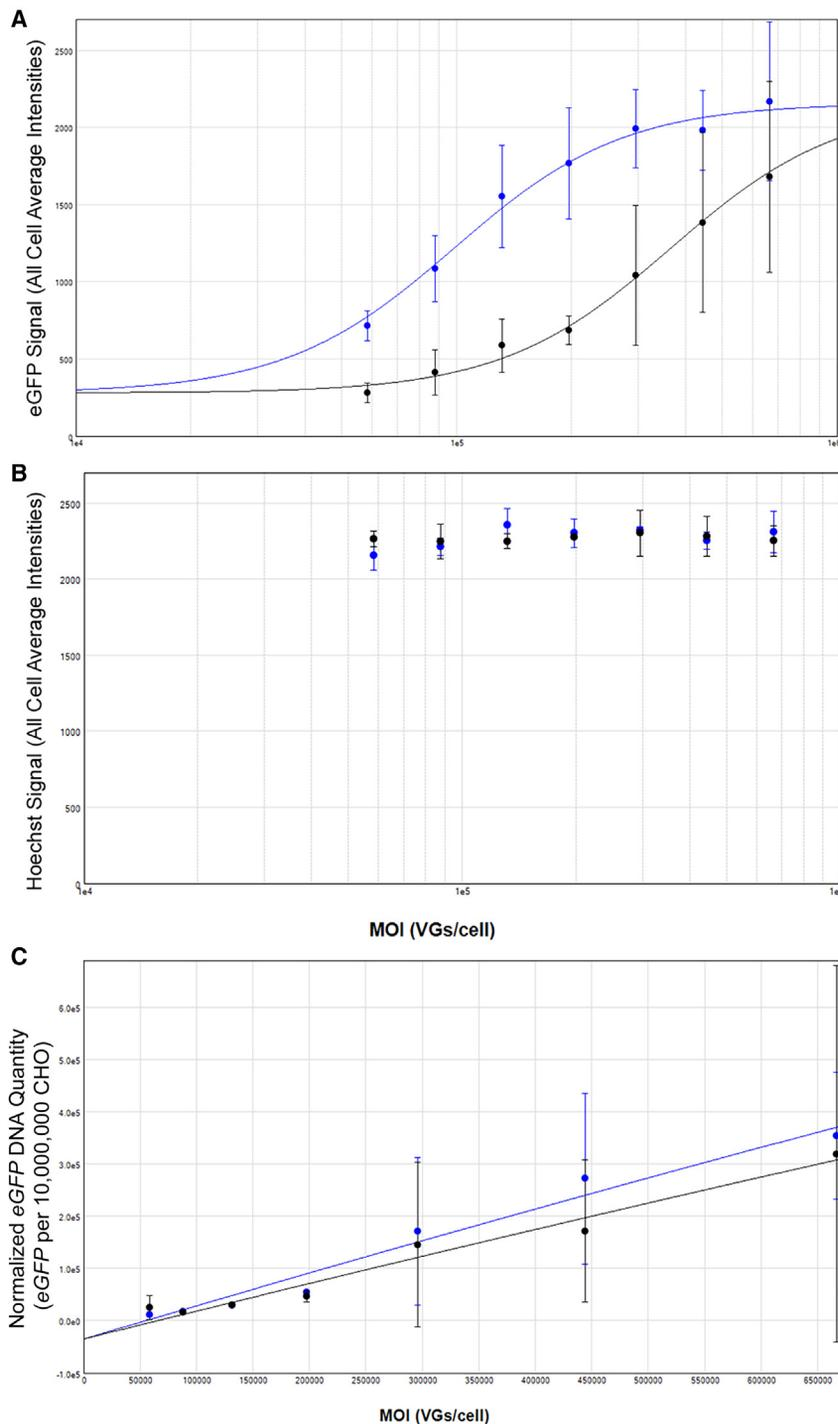 A
eGFP Signal (All Cell Average Intensities)
2500
2000
1500
1000
500
0
1e4
1e5
B
Hoechst Signal (All Cell Average Intensities)
2500
2000
1500
1000
500
0
1e4
1e5
MOI (VGs/cell)
C
Normalized eGFP DNA Quantity
(eGFP per 10,000,000 CHO)
6.0e5
5.0e5
4.0e5
3.0e5
2.0e5
1.0e5
0.0e0
-1.0e5
0
50000
100000
150000
200000
250000
300000
350000
400000
450000
500000
550000
600000
650000
MOI (VGs/cell)